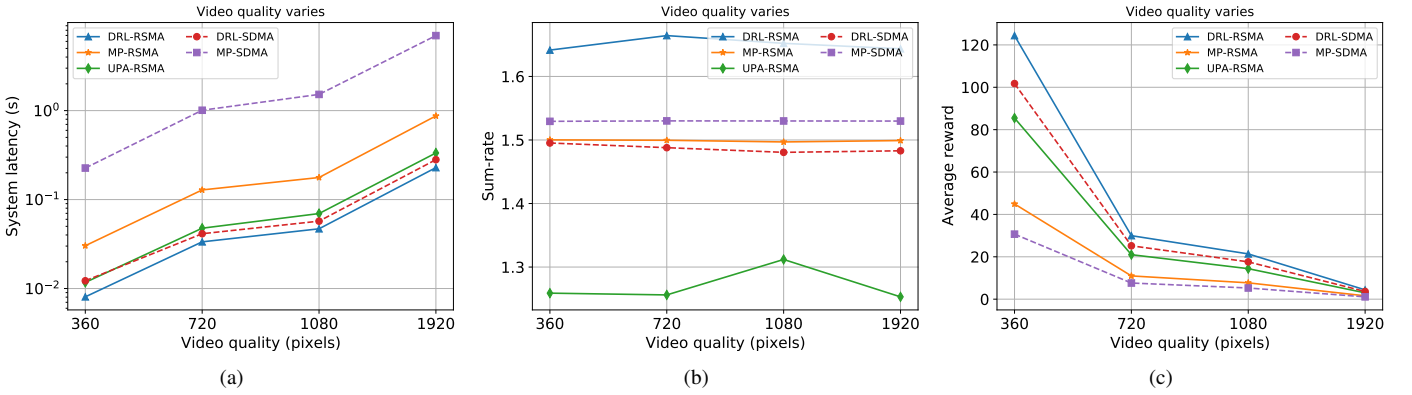 Video quality varies
DRL-RSMA
MP-RSMA
UPA-RSMA
DRL-SDMA
MP-SDMA
System latency (s)
10⁰
10⁻¹
10⁻²
360 720 1080 1920
Video quality (pixels)
(a)
Video quality varies
DRL-RSMA
MP-RSMA
UPA-RSMA
DRL-SDMA
MP-SDMA
Sum-rate
1.6
1.5
1.4
1.3
360 720 1080 1920
Video quality (pixels)
(b)
Video quality varies
DRL-RSMA
MP-RSMA
UPA-RSMA
DRL-SDMA
MP-SDMA
Average reward
120
100
80
60
40
20
0
360 720 1080 1920
Video quality (pixels)
(c)